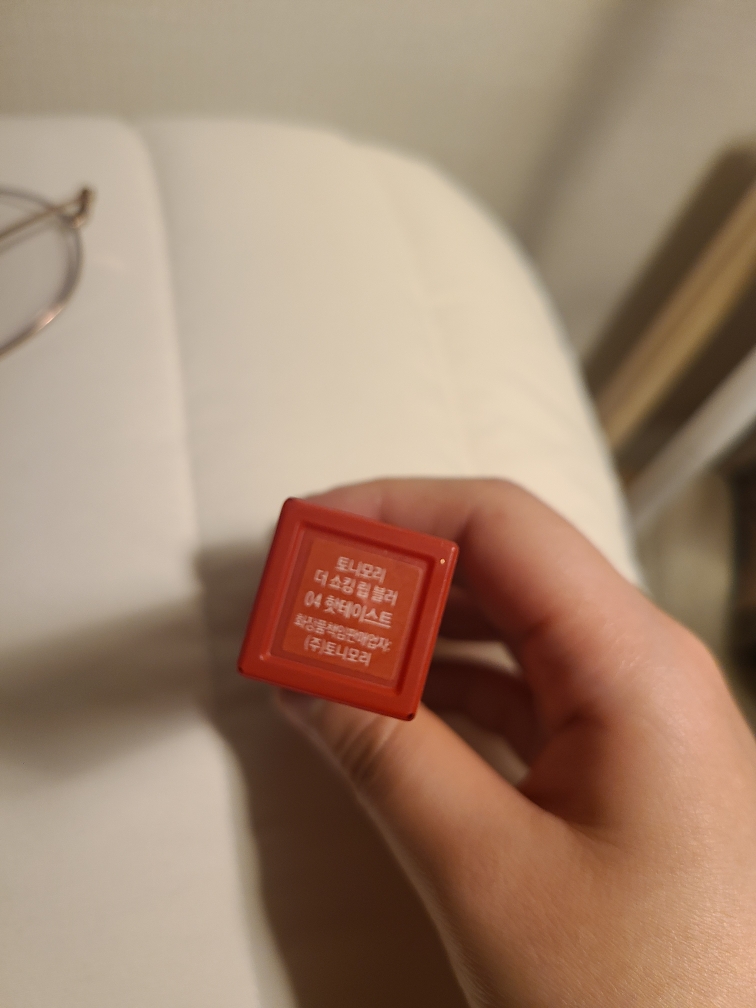 토니모리
더 쇼킹 립 블러
04 핫테이스트
화장품책임판매업자:
(주)토니모리